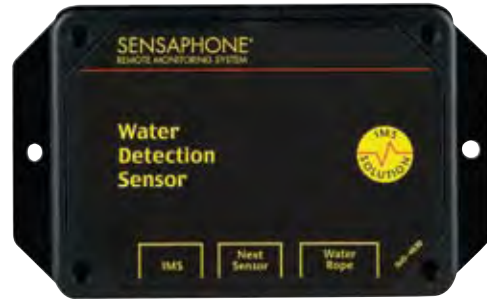 SENSAPHONE®
REMOTE MONITORING SYSTEM
Water
Detection
Sensor
IMS
SOLUTION
IMS
Next
Sensor
Water
Rope